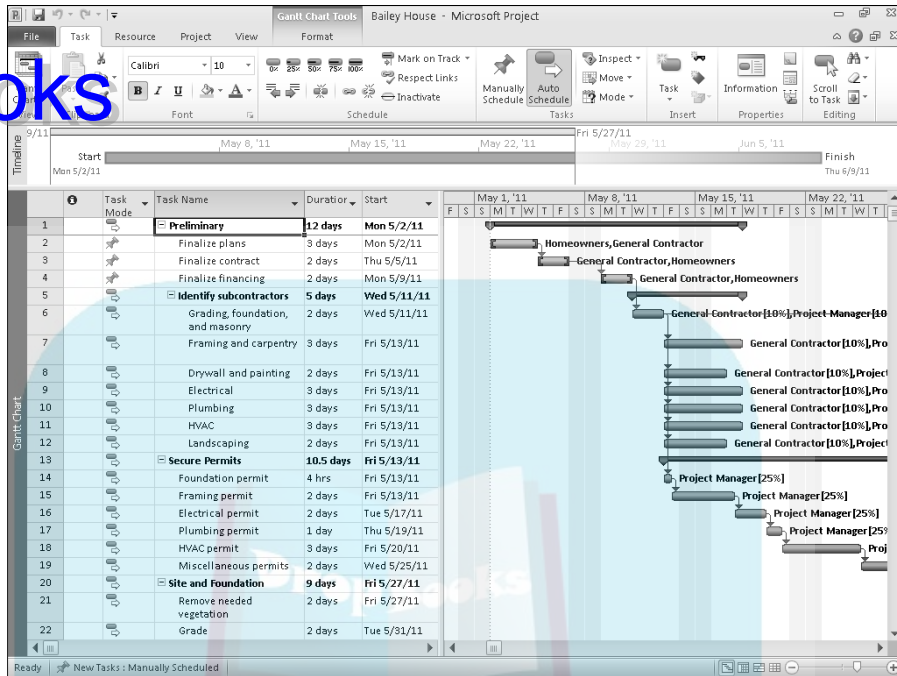 Gantt Chart Tools Bailey House - Microsoft Project
File Task Resource Project View Format
Calibri 10
0% 25% 50% 75% 100%
Mark on Track
Respect Links
Inactivate
Manually Schedule
Auto Schedule
Inspect
Move
Mode
Task
Information
Scroll to Task
B I U A
Font Schedule Tasks Insert Properties Editing
ooks
Timeline
9/11 Fri 5/27/11
May 8, '11 May 15, '11 May 22, '11 May 29, '11 Jun 5, '11
Start Finish
Mon 5/2/11 Thu 6/9/11
Task Mode Task Name Duration Start
May 1, '11 May 8, '11 May 15, '11 May 22, '11
F S S M T W T F S S M T W T F S S M T W T F S S M T W T
Gantt Chart
1 Preliminary 12 days Mon 5/2/11
2 Finalize plans 3 days Mon 5/2/11 Homeowners,General Contractor
3 Finalize contract 2 days Thu 5/5/11 General Contractor,Homeowners
4 Finalize financing 2 days Mon 5/9/11 General Contractor,Homeowners
5 Identify subcontractors 5 days Wed 5/11/11
6 Grading, foundation, and masonry 2 days Wed 5/11/11 General Contractor[10%],Project Manager[10
7 Framing and carpentry 3 days Fri 5/13/11 General Contractor[10%],Pro
8 Drywall and painting 2 days Fri 5/13/11 General Contractor[10%],Project
9 Electrical 3 days Fri 5/13/11 General Contractor[10%],Pro
10 Plumbing 3 days Fri 5/13/11 General Contractor[10%],Pro
11 HVAC 3 days Fri 5/13/11 General Contractor[10%],Pro
12 Landscaping 2 days Fri 5/13/11 General Contractor[10%],Project
13 Secure Permits 10.5 days Fri 5/13/11
14 Foundation permit 4 hrs Fri 5/13/11 Project Manager[25%]
15 Framing permit 2 days Fri 5/13/11 Project Manager[25%]
16 Electrical permit 2 days Tue 5/17/11 Project Manager[25%]
17 Plumbing permit 1 day Thu 5/19/11 Project Manager[25%
18 HVAC permit 3 days Fri 5/20/11 Proj
19 Miscellaneous permits 2 days Wed 5/25/11
20 Site and Foundation 9 days Fri 5/27/11
21 Remove needed vegetation 2 days Fri 5/27/11
22 Grade 2 days Tue 5/31/11
DropBooks
Ready New Tasks : Manually Scheduled